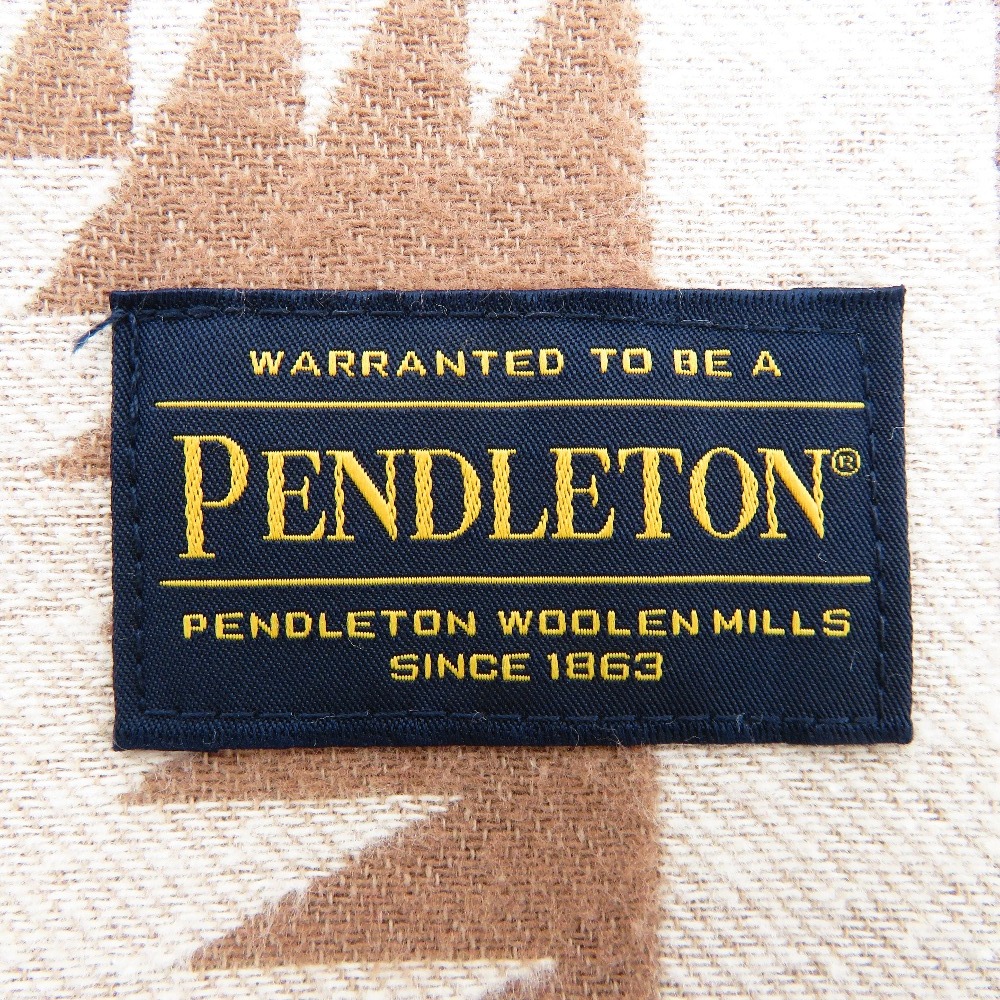 WARRANTED TO BE A
PENDLETON®
PENDLETON WOOLEN MILLS
SINCE 1863